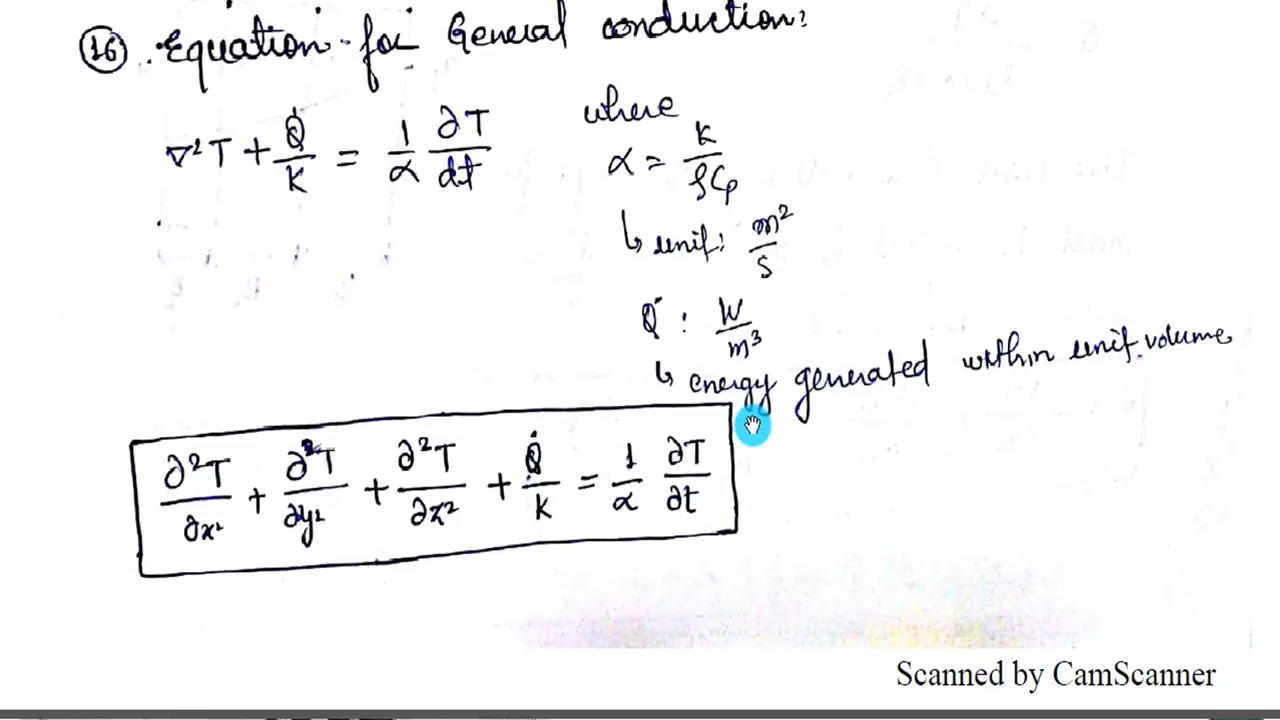 (16) Equation for General conduction:
∇²T + Q̇/K = 1/α ∂T/dt
where
α = K/ρCp
↳ unit: m²/s
Q̇ : W/m³
↳ energy generated within unit volume
∂²T/∂x² + ∂²T/∂y² + ∂²T/∂z² + Q̇/K = 1/α ∂T/∂t
Scanned by CamScanner